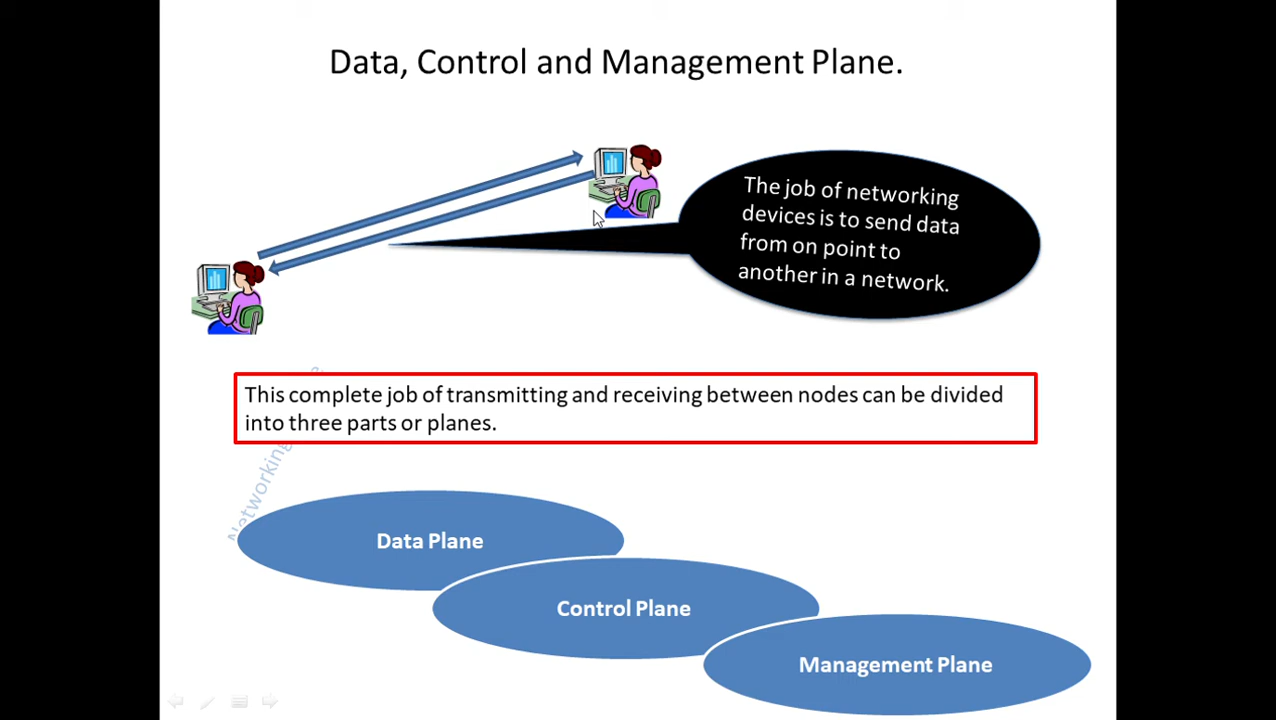 Data, Control and Management Plane.
The job of networking
devices is to send data
from on point to
another in a network.
This complete job of transmitting and receiving between nodes can be divided
into three parts or planes.
Networking
Data Plane
Control Plane
Management Plane